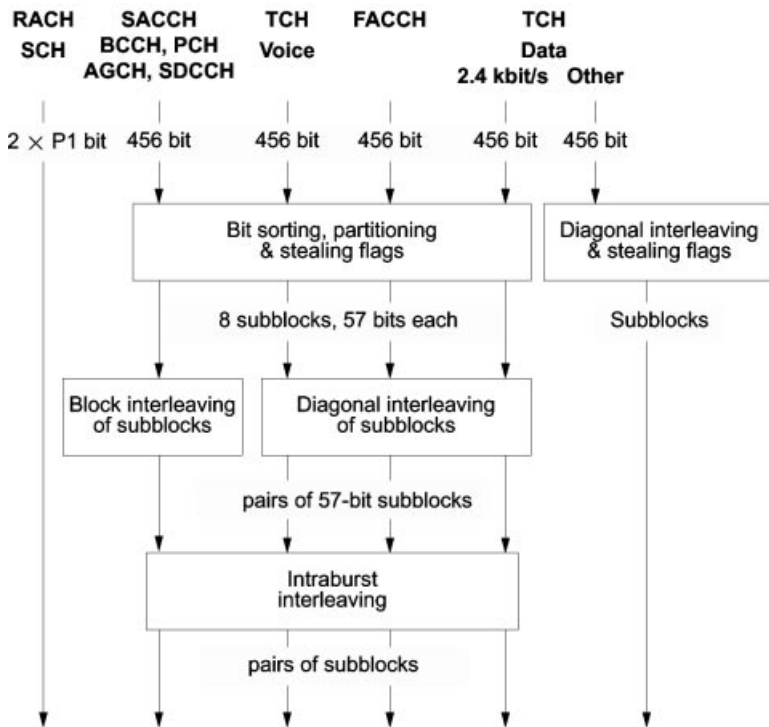 RACH SACCH TCH FACCH TCH
SCH BCCH, PCH Voice Data
AGCH, SDCCH 2.4 kbit/s Other
2 × P1 bit 456 bit 456 bit 456 bit 456 bit 456 bit
Bit sorting, partitioning
& stealing flags
Diagonal interleaving
& stealing flags
8 subblocks, 57 bits each
Subblocks
Block interleaving
of subblocks
Diagonal interleaving
of subblocks
pairs of 57-bit subblocks
Intraburst
interleaving
pairs of subblocks